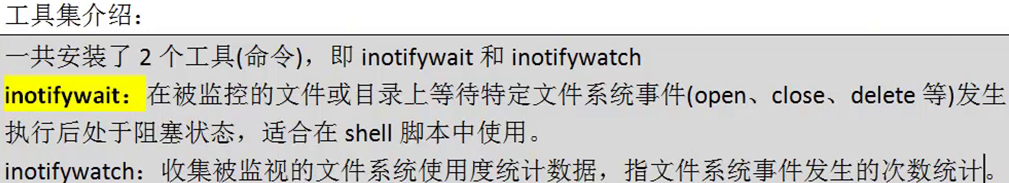 工具集介绍：
一共安装了 2 个工具(命令)，即 inotifywait 和 inotifywatch
inotifywait：在被监控的文件或目录上等待特定文件系统事件(open、close、delete 等)发生
执行后处于阻塞状态，适合在 shell 脚本中使用。
inotifywatch：收集被监视的文件系统使用度统计数据，指文件系统事件发生的次数统计。